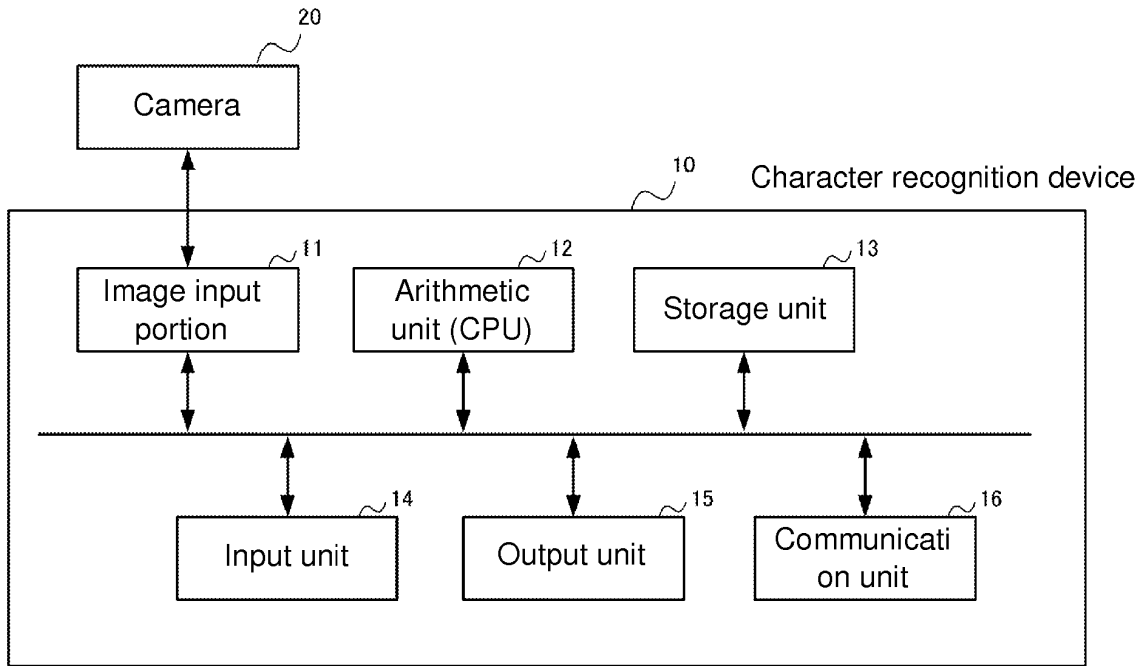 20
Camera
10
Character recognition device
11
Image input
portion
12
Arithmetic
unit (CPU)
13
Storage unit
14
Input unit
15
Output unit
16
Communicati
on unit